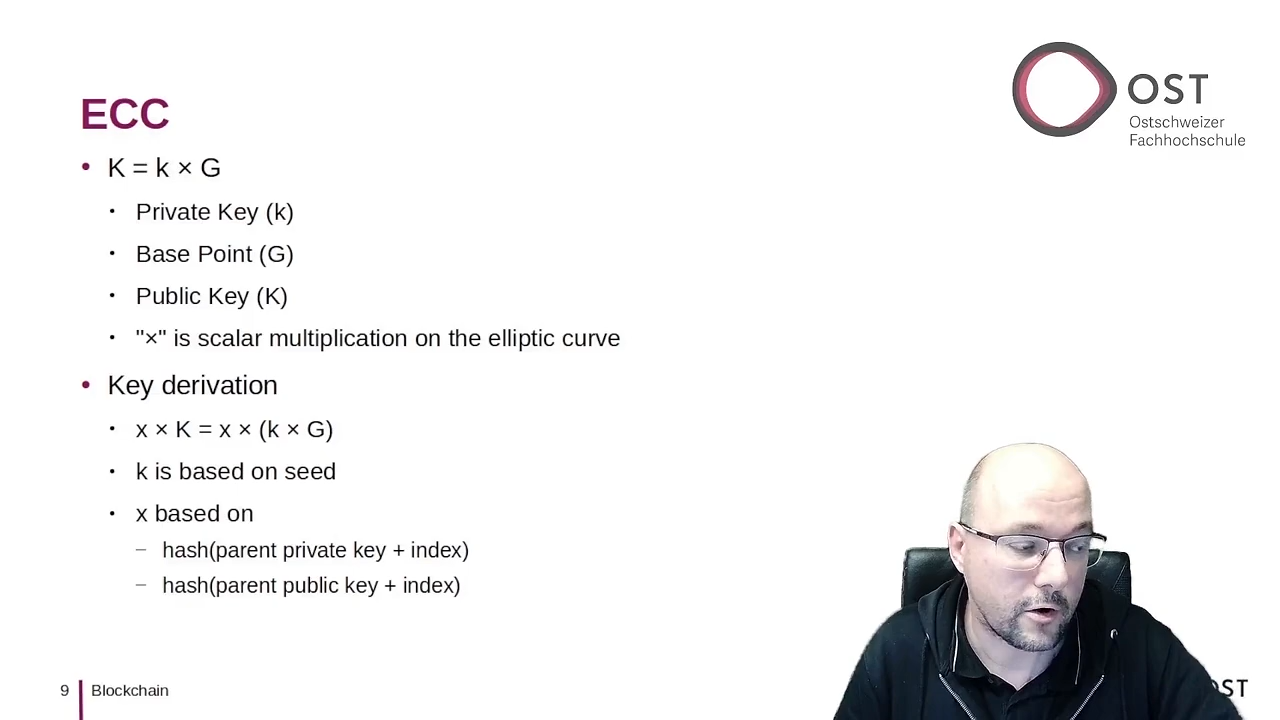 OST
Ostschweizer
Fachhochschule
ECC
• K = k × G
• Private Key (k)
• Base Point (G)
• Public Key (K)
• "×" is scalar multiplication on the elliptic curve
• Key derivation
• x × K = x × (k × G)
• k is based on seed
• x based on
– hash(parent private key + index)
– hash(parent public key + index)
9 Blockchain
OST